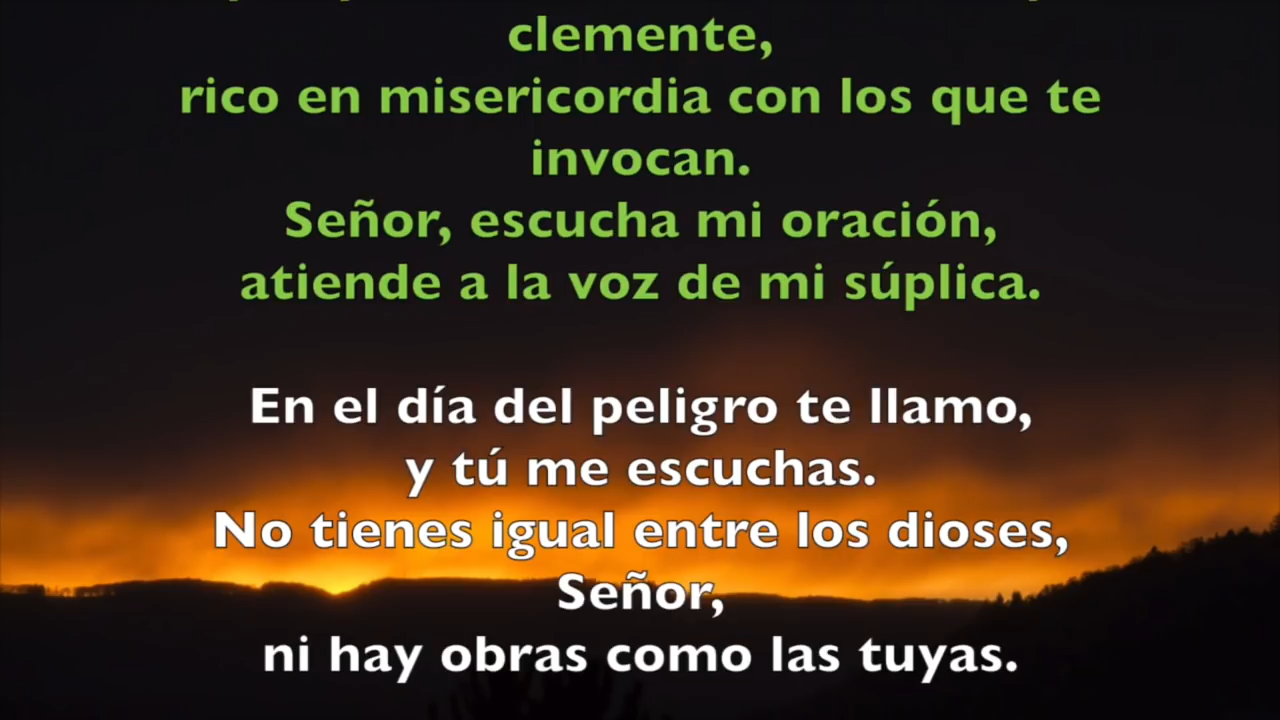 clemente,
rico en misericordia con los que te
invocan.
Señor, escucha mi oración,
atiende a la voz de mi súplica.
En el día del peligro te llamo,
y tú me escuchas.
No tienes igual entre los dioses,
Señor,
ni hay obras como las tuyas.